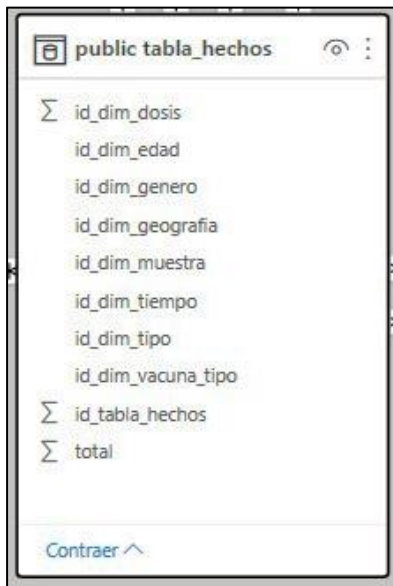 public tabla_hechos
∑ id_dim_dosis
id_dim_edad
id_dim_genero
id_dim_geografia
id_dim_muestra
id_dim_tiempo
id_dim_tipo
id_dim_vacuna_tipo
∑ id_tabla_hechos
∑ total
Contraer